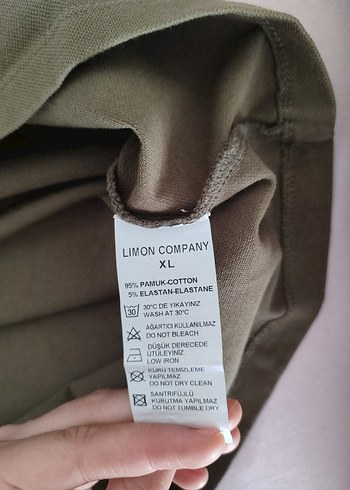 LIMON COMPANY
XL
95% PAMUK-COTTON
5% ELASTAN-ELASTANE
30
30°C DE YIKAYINIZ
WASH AT 30°C
AĞARTICI KULLANILMAZ
DO NOT BLEACH
DÜŞÜK DERECEDE
ÜTÜLEYİNİZ
LOW IRON
KURU TEMİZLEME
YAPILMAZ
DO NOT DRY CLEAN
SANTRİFÜJLÜ
KURUTMA YAPILMAZ
DO NOT TUMBLE DRY